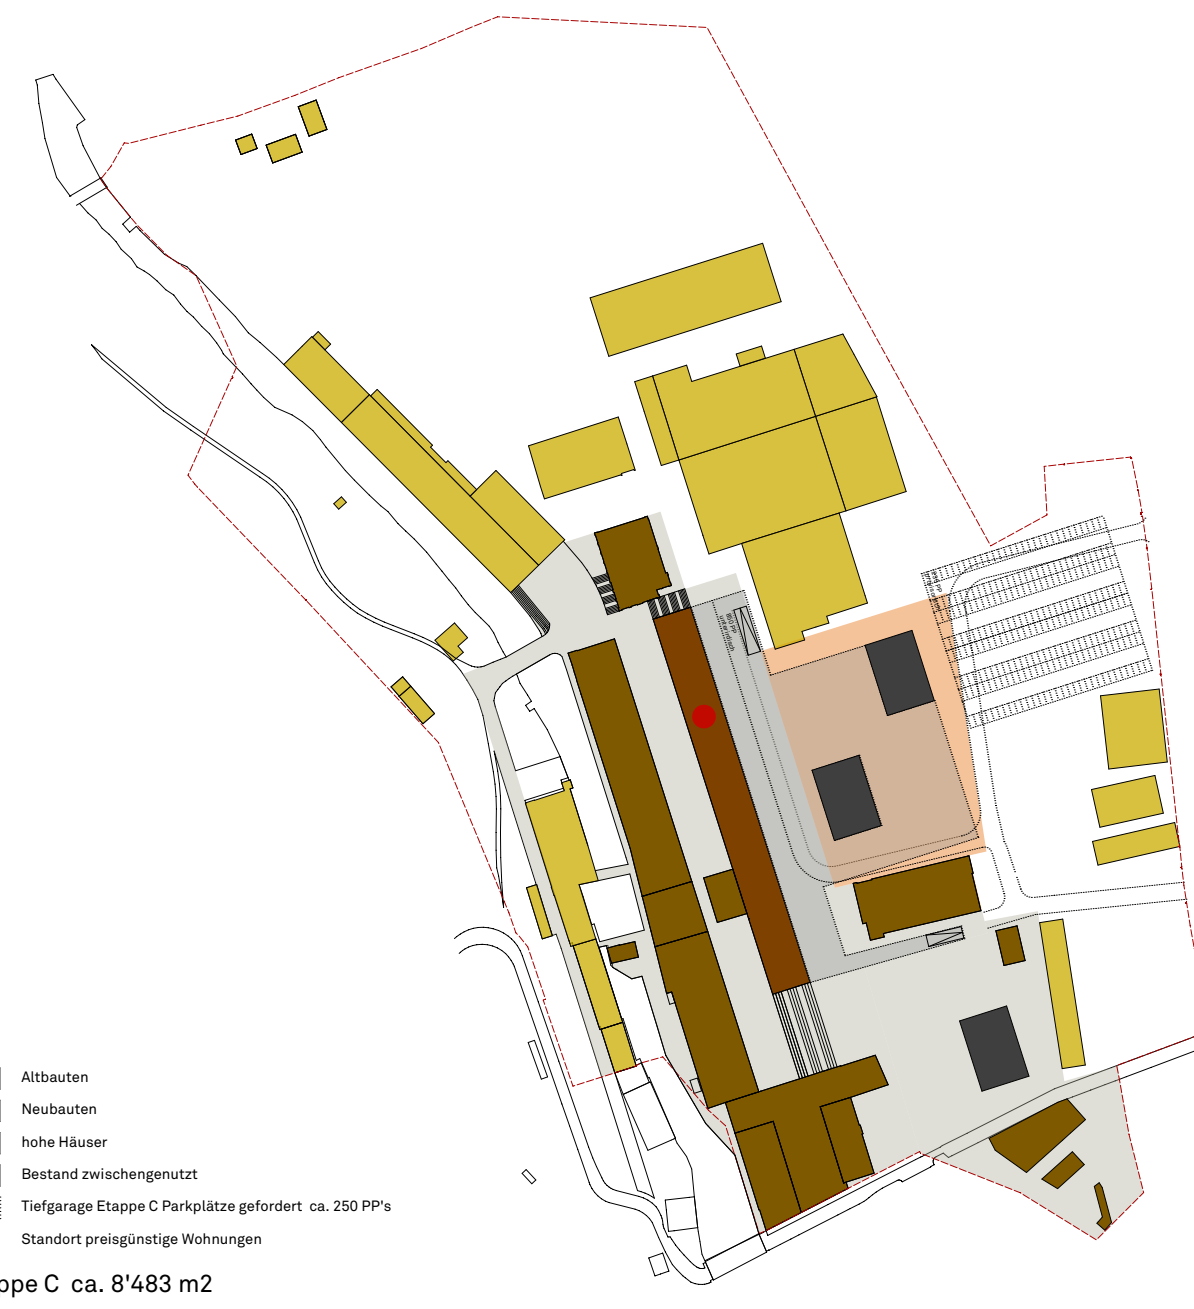 Altbauten
Neubauten
hohe Häuser
Bestand zwischengenutzt
Tiefgarage Etappe C Parkplätze gefordert ca. 250 PP's
Standort preisgünstige Wohnungen
ppe C ca. 8'483 m2